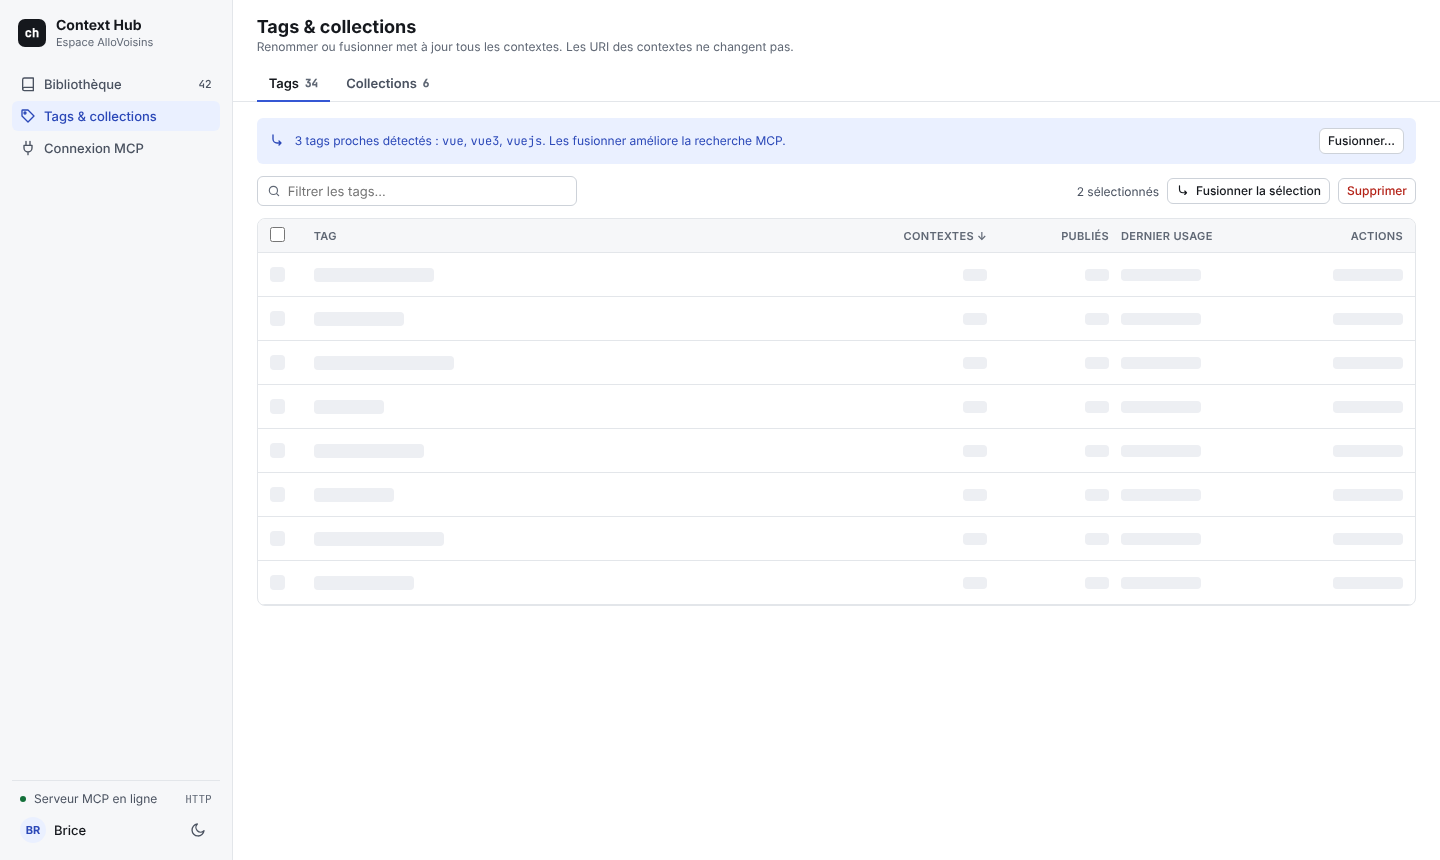 ch
Context Hub
Espace AlloVoisins
Bibliothèque 42
Tags & collections
Connexion MCP
Serveur MCP en ligne HTTP
BR Brice
Tags & collections
Renommer ou fusionner met à jour tous les contextes. Les URI des contextes ne changent pas.
Tags 34 Collections 6
3 tags proches détectés : vue, vue3, vuejs. Les fusionner améliore la recherche MCP. Fusionner...
Filtrer les tags... 2 sélectionnés Fusionner la sélection Supprimer
TAG CONTEXTES ↓ PUBLIÉS DERNIER USAGE ACTIONS